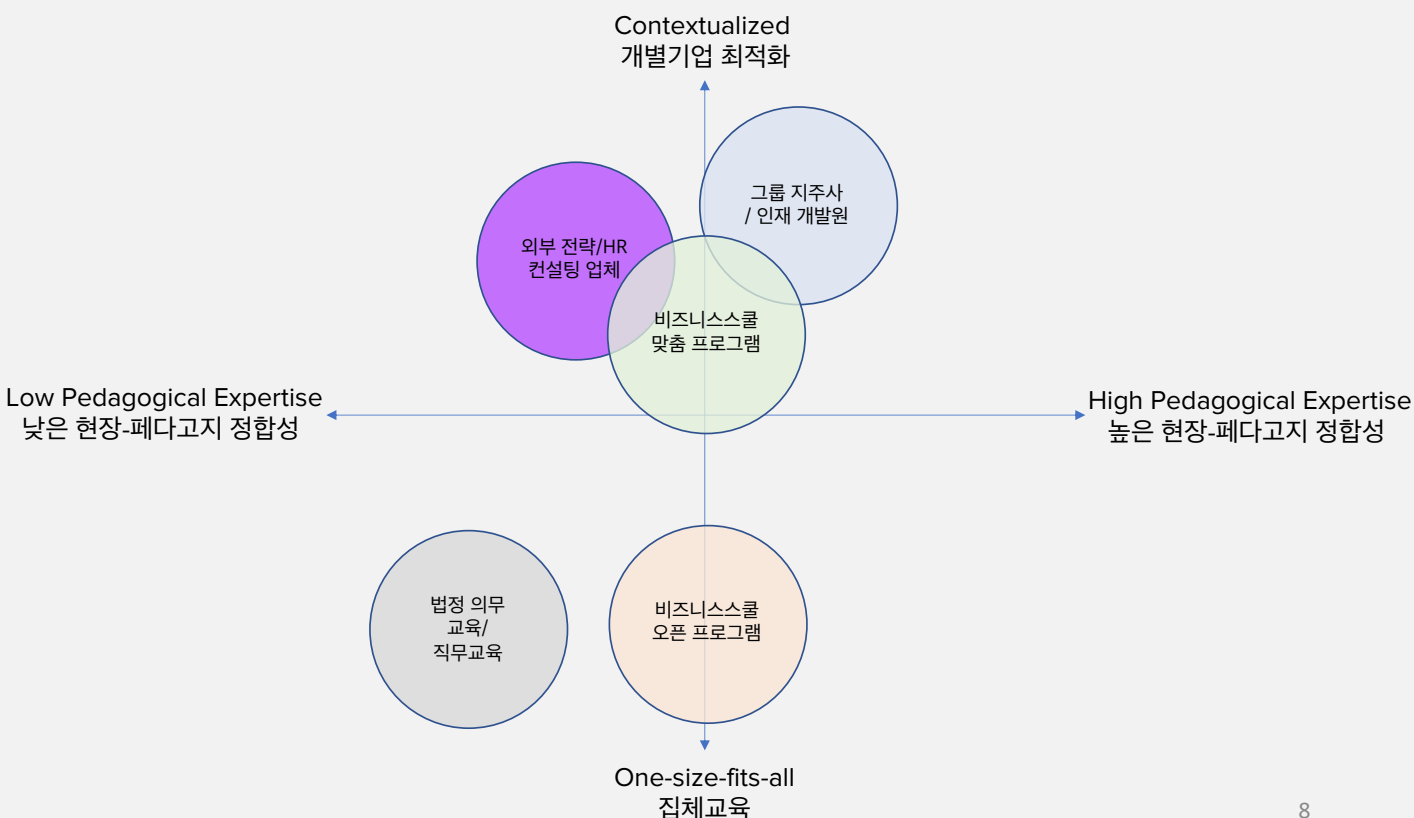 Contextualized
개별기업 최적화
그룹 지주사
/ 인재 개발원
외부 전략/HR
컨설팅 업체
비즈니스스쿨
맞춤 프로그램
Low Pedagogical Expertise
낮은 현장-페다고지 정합성
High Pedagogical Expertise
높은 현장-페다고지 정합성
법정 의무
교육/
직무교육
비즈니스스쿨
오픈 프로그램
One-size-fits-all
집체교육
8